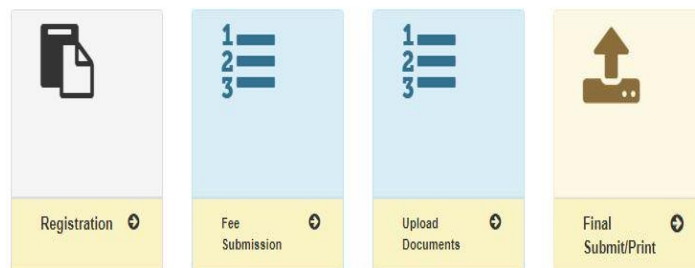 1
2
3
1
2
3
Registration
Fee
Submission
Upload
Documents
Final
Submit/Print